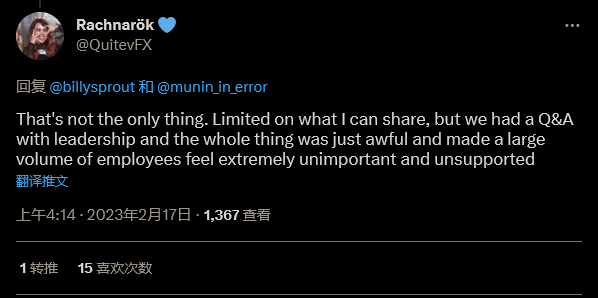 Rachnarök
@QuitevFX
回复 @billysprout 和 @munin_in_error
That's not the only thing. Limited on what I can share, but we had a Q&A
with leadership and the whole thing was just awful and made a large
volume of employees feel extremely unimportant and unsupported
翻译推文
上午4:14 · 2023年2月17日 · 1,367 查看
1 转推 15 喜欢次数